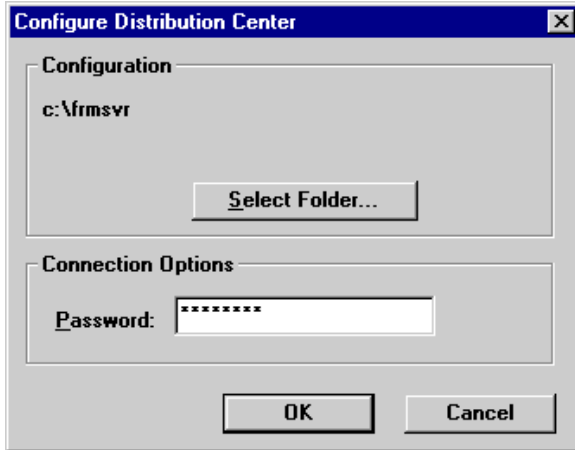 Configure Distribution Center
Configuration
c:\frmsvr
Select Folder...
Connection Options
Password: ********
OK Cancel